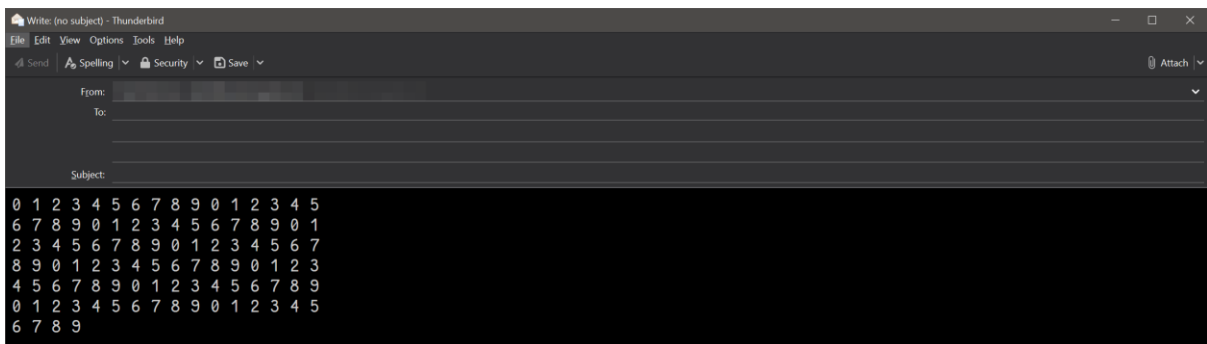 Write: (no subject) - Thunderbird
File Edit View Options Tools Help
Send Spelling Security Save Attach
From:
To:
Subject:
0 1 2 3 4 5 6 7 8 9 0 1 2 3 4 5
6 7 8 9 0 1 2 3 4 5 6 7 8 9 0 1
2 3 4 5 6 7 8 9 0 1 2 3 4 5 6 7
8 9 0 1 2 3 4 5 6 7 8 9 0 1 2 3
4 5 6 7 8 9 0 1 2 3 4 5 6 7 8 9
0 1 2 3 4 5 6 7 8 9 0 1 2 3 4 5
6 7 8 9